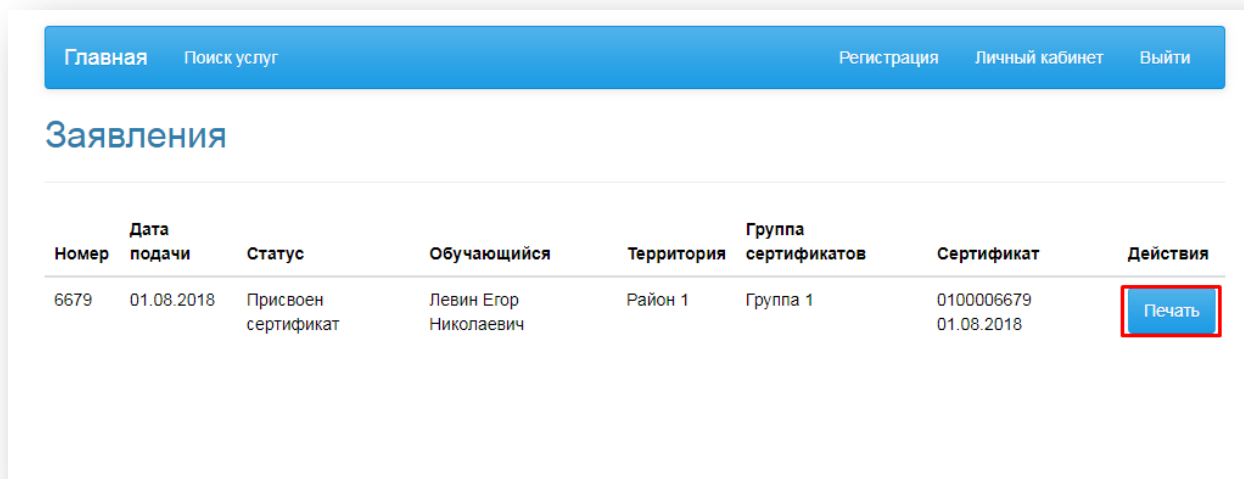 Главная Поиск услуг Регистрация Личный кабинет Выйти
Заявления
Номер Дата подачи Статус Обучающийся Территория Группа сертификатов Сертификат Действия
6679 01.08.2018 Присвоен Левин Егор Район 1 Группа 1 0100006679 Печать
сертификат Николаевич 01.08.2018